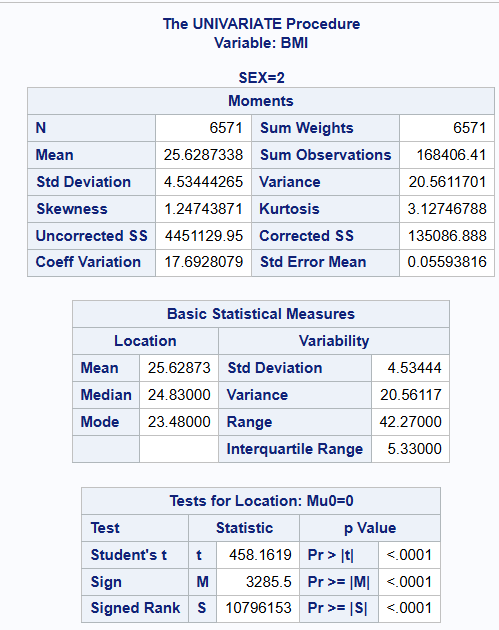 The UNIVARIATE Procedure
Variable: BMI
SEX=2
Moments
N 6571 Sum Weights 6571
Mean 25.6287338 Sum Observations 168406.41
Std Deviation 4.53444265 Variance 20.5611701
Skewness 1.24743871 Kurtosis 3.12746788
Uncorrected SS 4451129.95 Corrected SS 135086.888
Coeff Variation 17.6928079 Std Error Mean 0.05593816
Basic Statistical Measures
Location Variability
Mean 25.62873 Std Deviation 4.53444
Median 24.83000 Variance 20.56117
Mode 23.48000 Range 42.27000
Interquartile Range 5.33000
Tests for Location: Mu0=0
Test Statistic p Value
Student's t t 458.1619 Pr > |t| <.0001
Sign M 3285.5 Pr >= |M| <.0001
Signed Rank S 10796153 Pr >= |S| <.0001